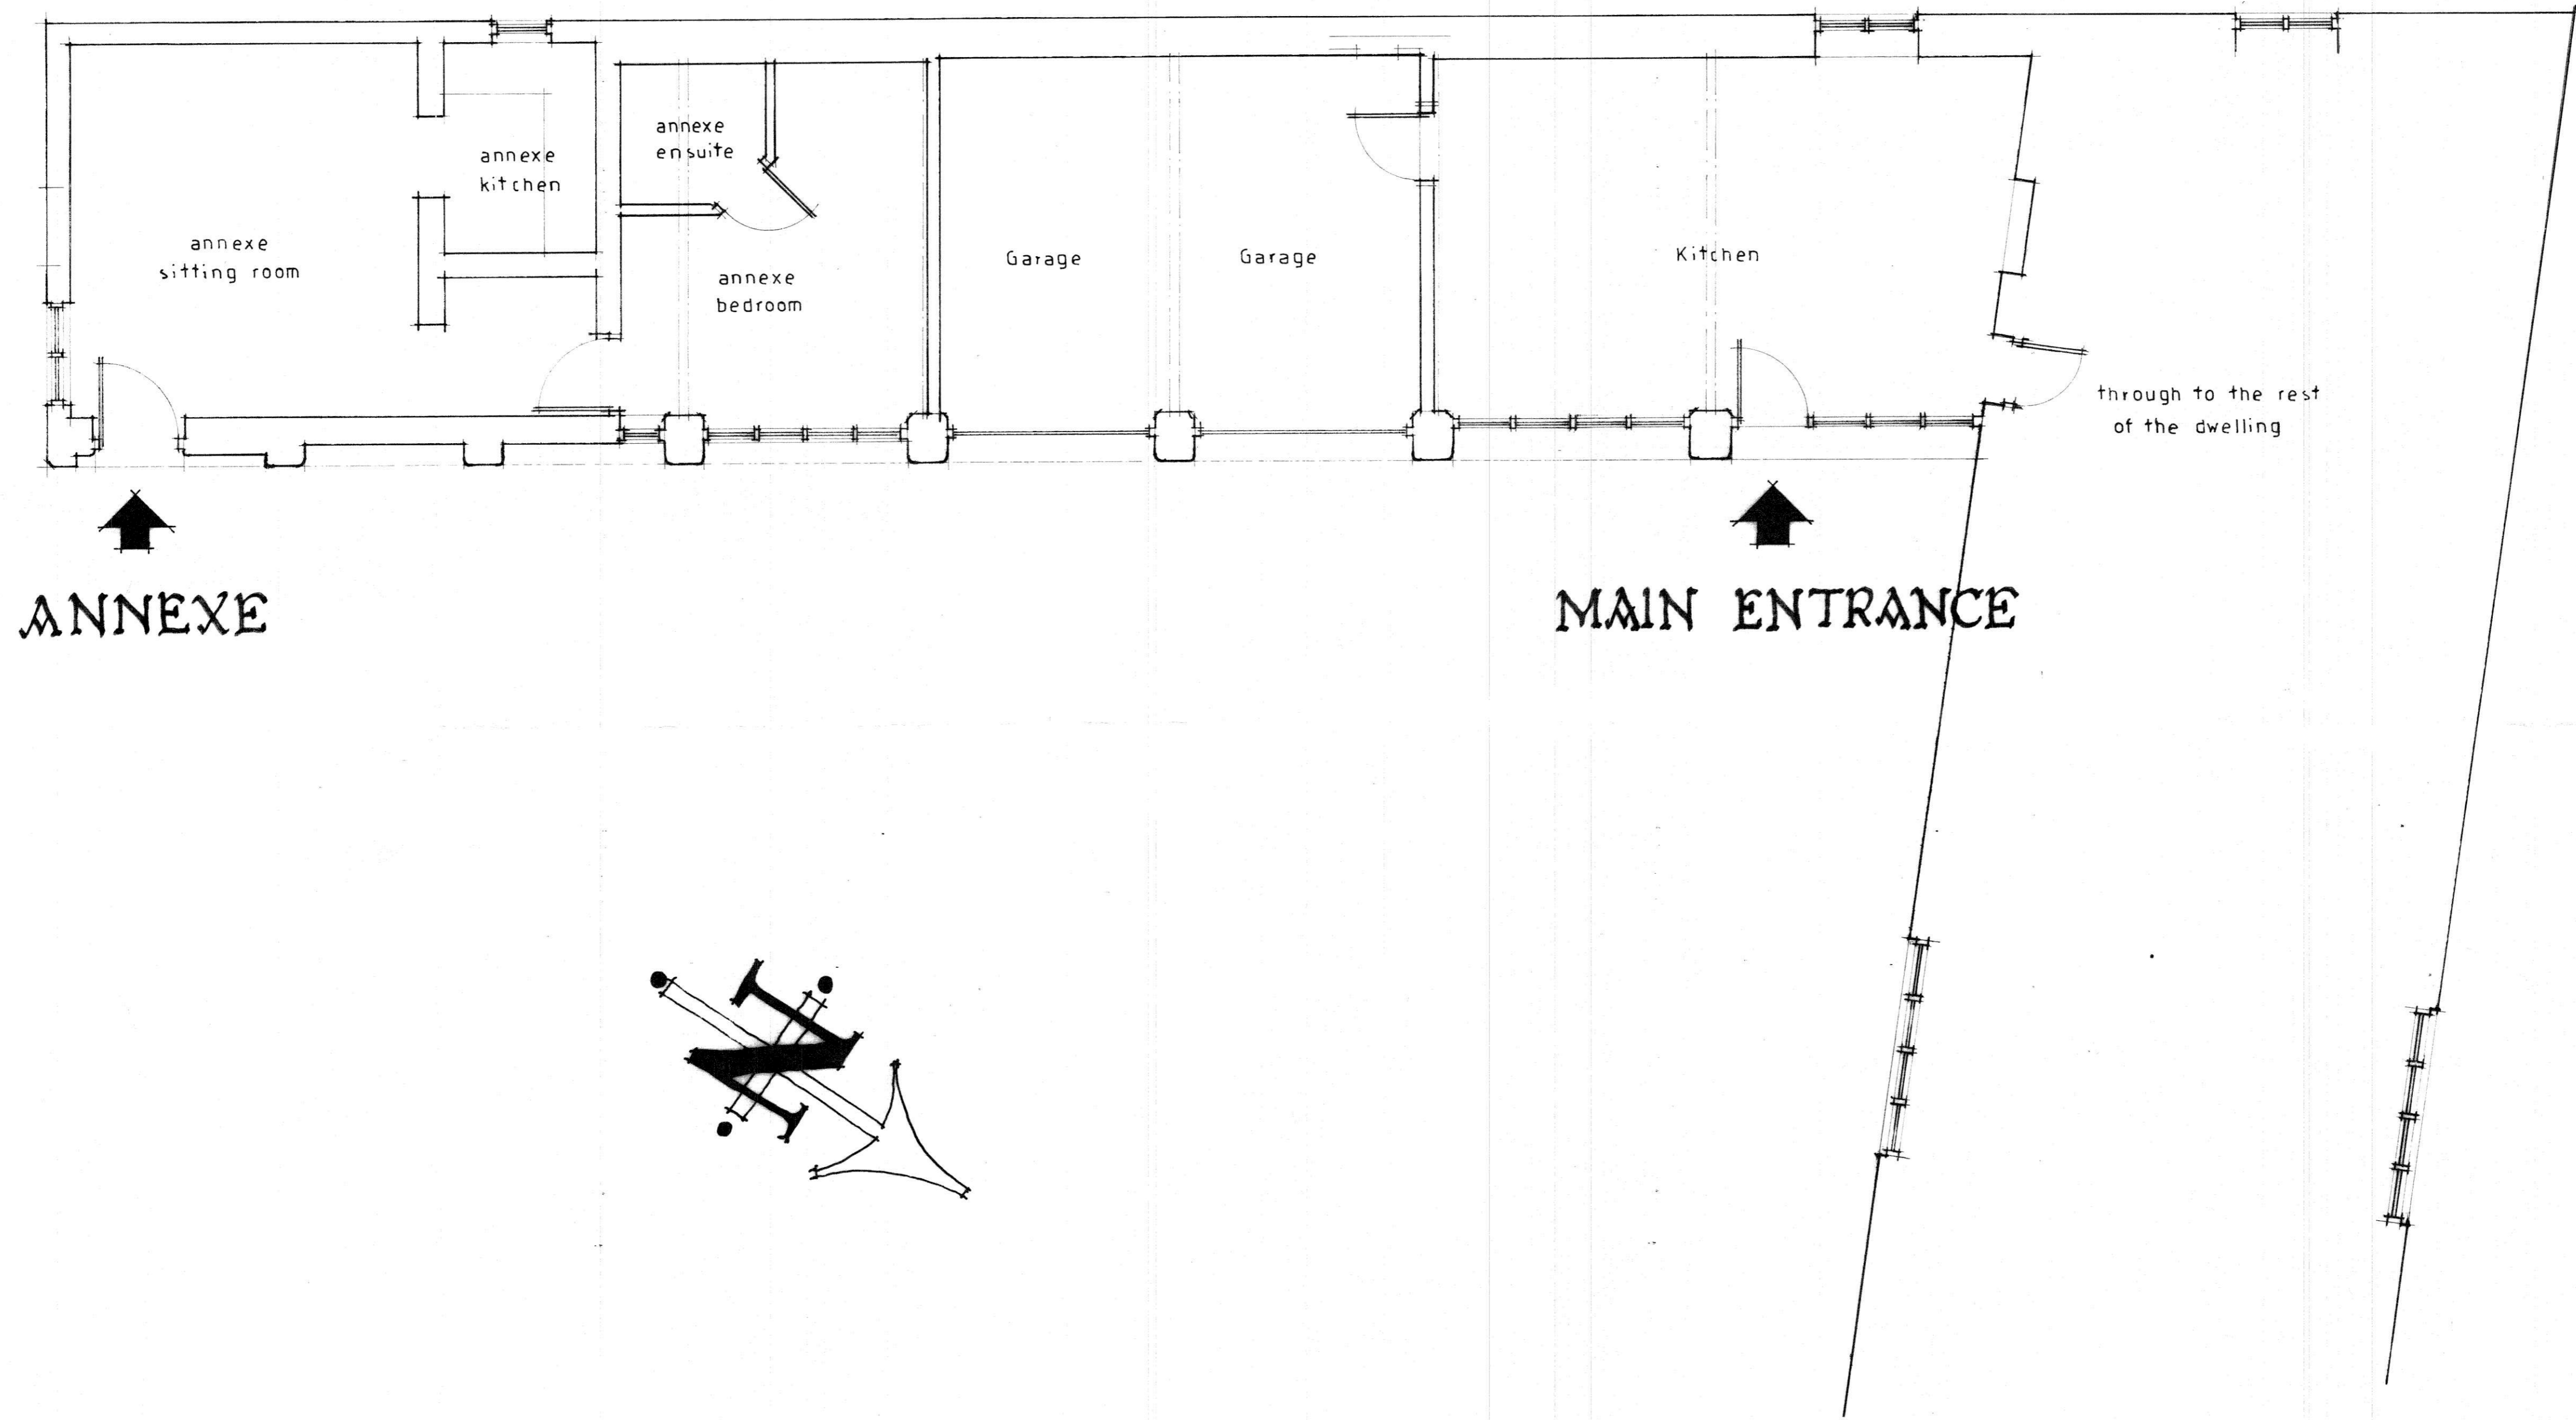 annexe
sitting room
annexe
kitchen
annexe
ensuite
annexe
bedroom
Garage
Garage
Kitchen
through to the rest
of the dwelling
ANNEXE
MAIN ENTRANCE
N